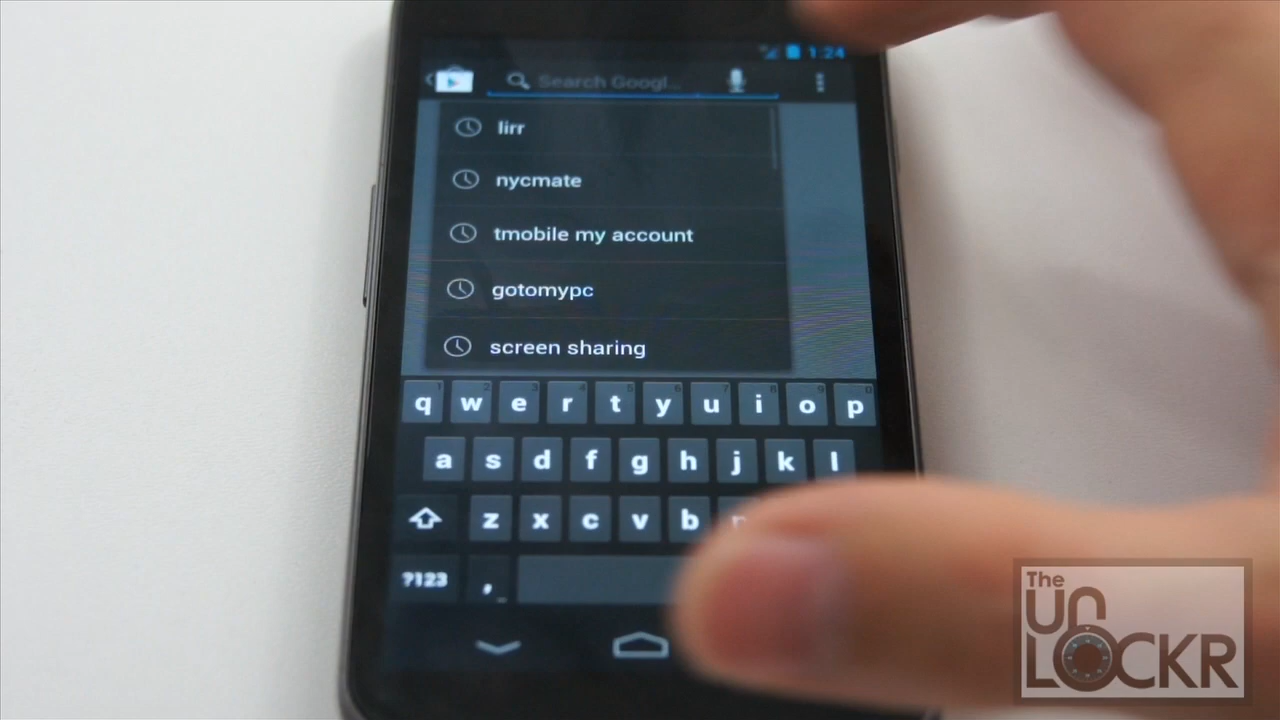 1:24
Search Googl...
lirr
nycmate
tmobile my account
gotomypc
screen sharing
q w e r t y u i o p
a s d f g h j k l
z x c v b
?123 ,
The
UNLOCKR